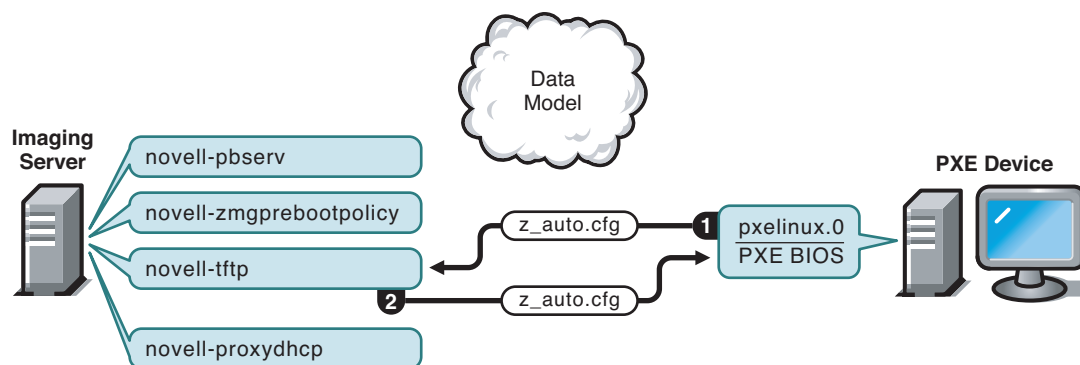 Data
Model
Imaging
Server
novell-pbserv
PXE Device
novell-zmgprebootpolicy
z_auto.cfg
1
pxelinux.0
PXE BIOS
novell-tftp
2
z_auto.cfg
novell-proxydhcp